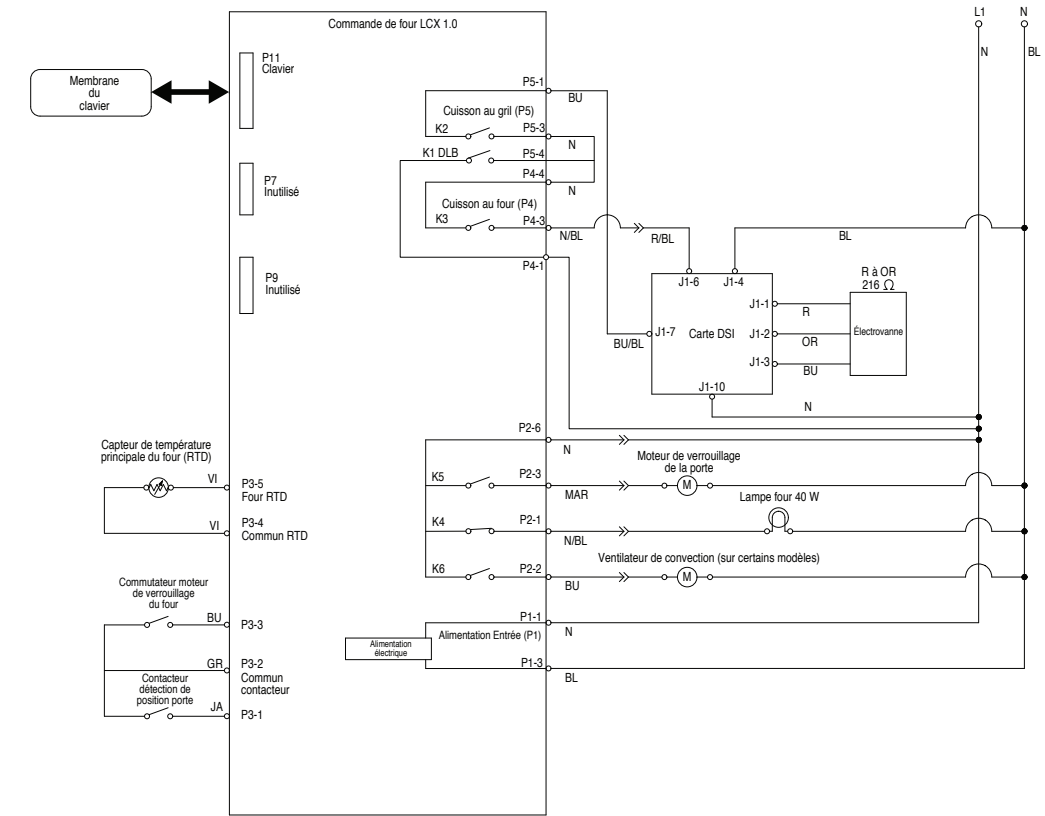 Commande de four LCX 1.0
L1
N
N
BL
P11
Clavier
Membrane
du
clavier
P5-1
BU
Cuisson au gril (P5)
K2
P5-3
N
K1 DLB
P5-4
P4-4
N
P7
Inutilisé
Cuisson au four (P4)
K3
P4-3
N/BL
R/BL
BL
P4-1
P9
Inutilisé
J1-6
J1-4
R à OR
216 Ω
J1-1
R
BU/BL
J1-7
Carte DSI
J1-2
OR
Électrovanne
J1-3
BU
J1-10
N
P2-6
N
Capteur de température
principale du four (RTD)
VI
P3-5
Four RTD
VI
P3-4
Commun RTD
K5
P2-3
MAR
Moteur de verrouillage
de la porte
M
Lampe four 40 W
K4
P2-1
N/BL
Ventilateur de convection (sur certains modèles)
K6
P2-2
BU
M
Commutateur moteur
de verrouillage
du four
BU
P3-3
P1-1
N
Alimentation Entrée (P1)
Alimentation
électrique
P1-3
BL
GR
P3-2
Commun
contacteur
Contacteur
détection de
position porte
JA
P3-1